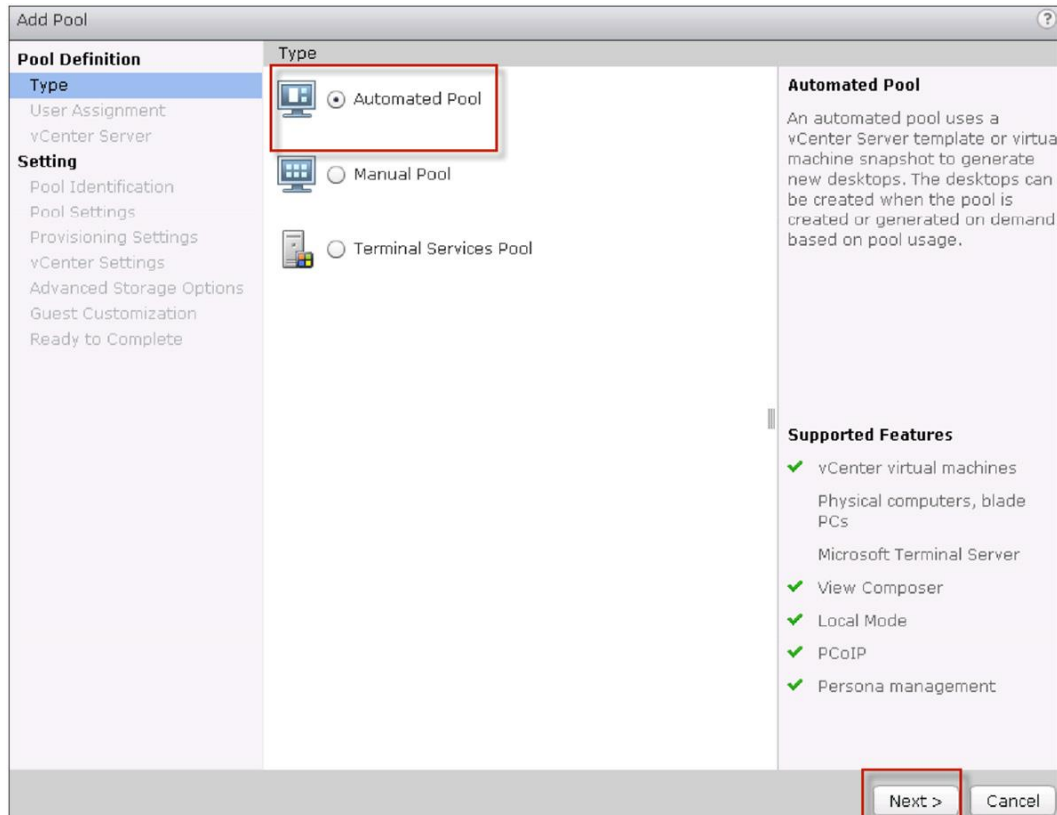 Add Pool
?
Pool Definition
Type
User Assignment
vCenter Server
Setting
Pool Identification
Pool Settings
Provisioning Settings
vCenter Settings
Advanced Storage Options
Guest Customization
Ready to Complete
Type
Automated Pool
Manual Pool
Terminal Services Pool
Automated Pool
An automated pool uses a
vCenter Server template or virtua
machine snapshot to generate
new desktops. The desktops can
be created when the pool is
created or generated on demand
based on pool usage.
Supported Features
vCenter virtual machines
Physical computers, blade
PCs
Microsoft Terminal Server
View Composer
Local Mode
PCoIP
Persona management
Next >
Cancel